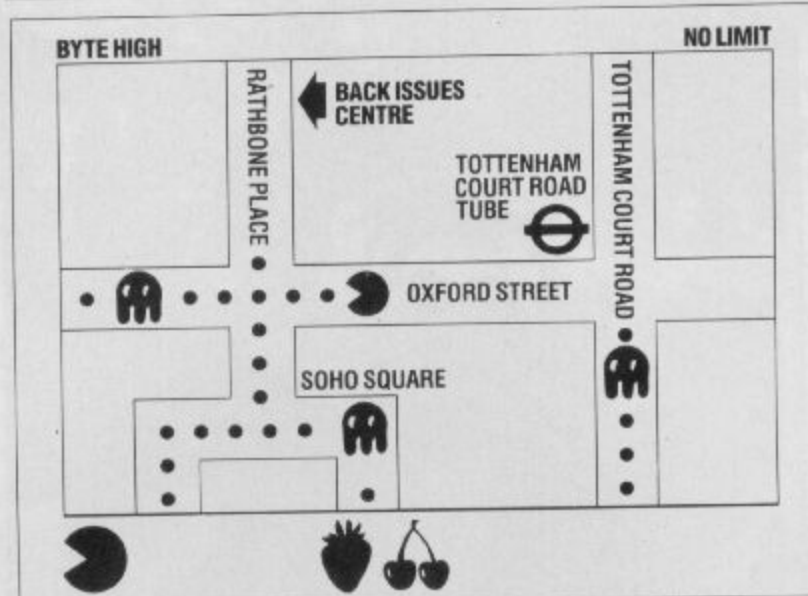 BYTE HIGH
NO LIMIT
RATHBONE PLACE
BACK ISSUES
CENTRE
TOTTENHAM
COURT ROAD
TUBE
TOTTENHAM COURT ROAD
OXFORD STREET
SOHO SQUARE